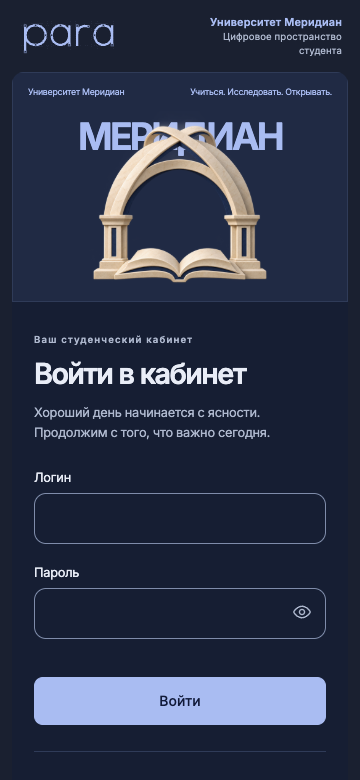 para
Университет Меридиан
Цифровое пространство
студента
Университет Меридиан
Учиться. Исследовать. Открывать.
МЕРИДИАН
Ваш студенческий кабинет
Войти в кабинет
Хороший день начинается с ясности.
Продолжим с того, что важно сегодня.
Логин
Пароль
Войти